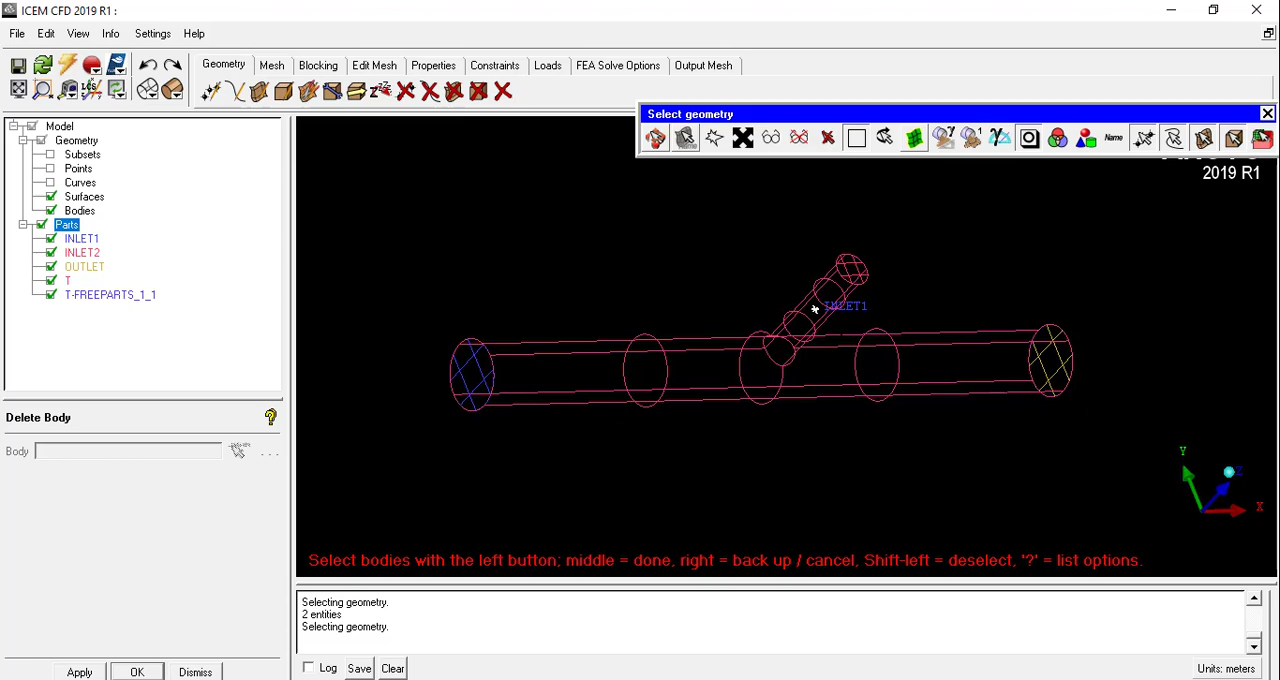 ICEM CFD 2019 R1 :
File Edit View Info Settings Help
Geometry Mesh Blocking Edit Mesh Properties Constraints Loads FEA Solve Options Output Mesh
Select geometry
Name
2019 R1
Model
Geometry
Subsets
Points
Curves
Surfaces
Bodies
Parts
INLET1
INLET2
OUTLET
T
T-FREEPARTS_1_1
INLET1
Delete Body
Body
Y
Z
X
Select bodies with the left button; middle = done, right = back up / cancel, Shift-left = deselect, '?' = list options.
Selecting geometry.
2 entities
Selecting geometry.
Log Save Clear
Units: meters
Apply OK Dismiss